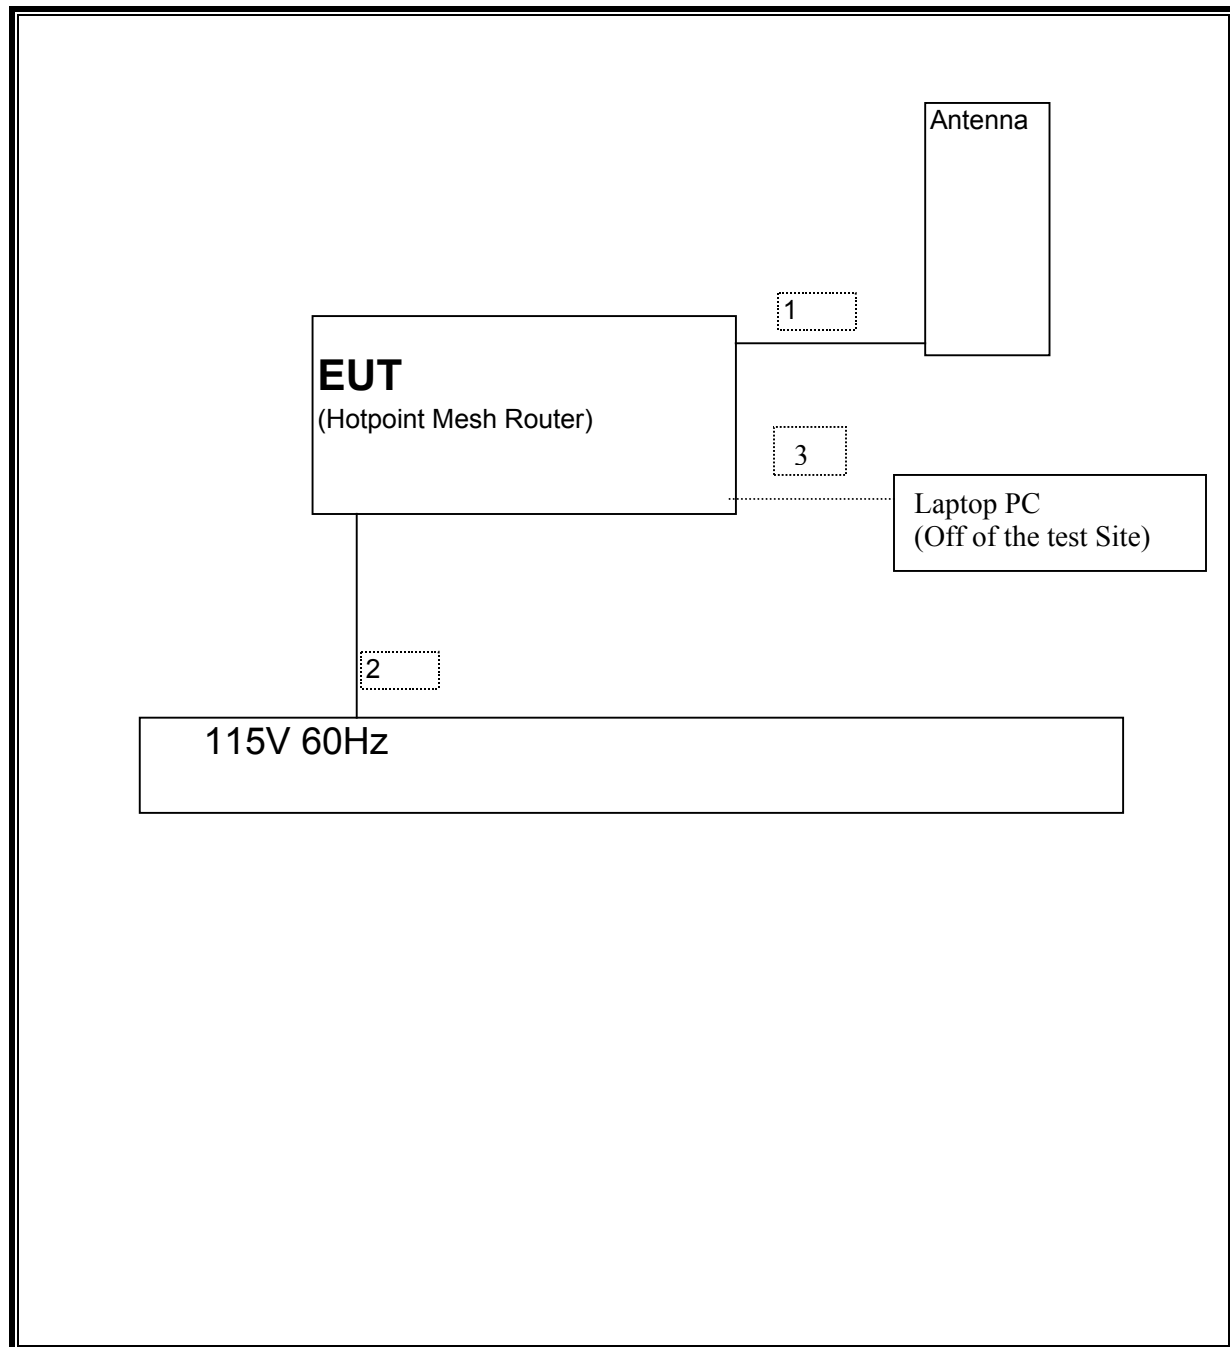 Antenna
1
EUT
(Hotpoint Mesh Router)
3
Laptop PC
(Off of the test Site)
2
115V 60Hz